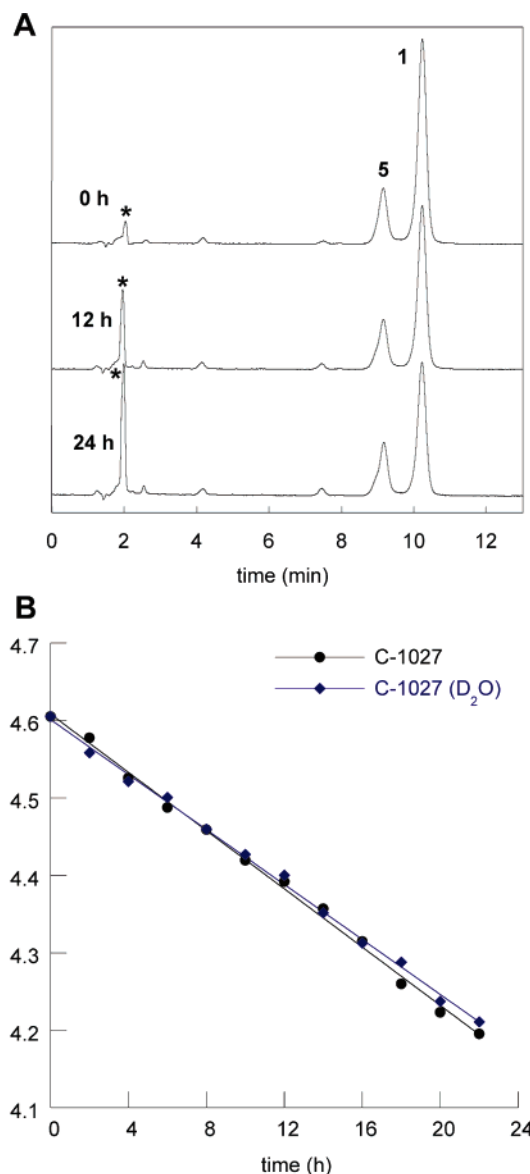 A
1
5
0 h
*
*
12 h
*
24 h
0 2 4 6 8 10 12
time (min)
B
4.7
C-1027
C-1027 (D₂O)
4.6
4.5
4.4
4.3
4.2
4.1
0 4 8 12 16 20 24
time (h)